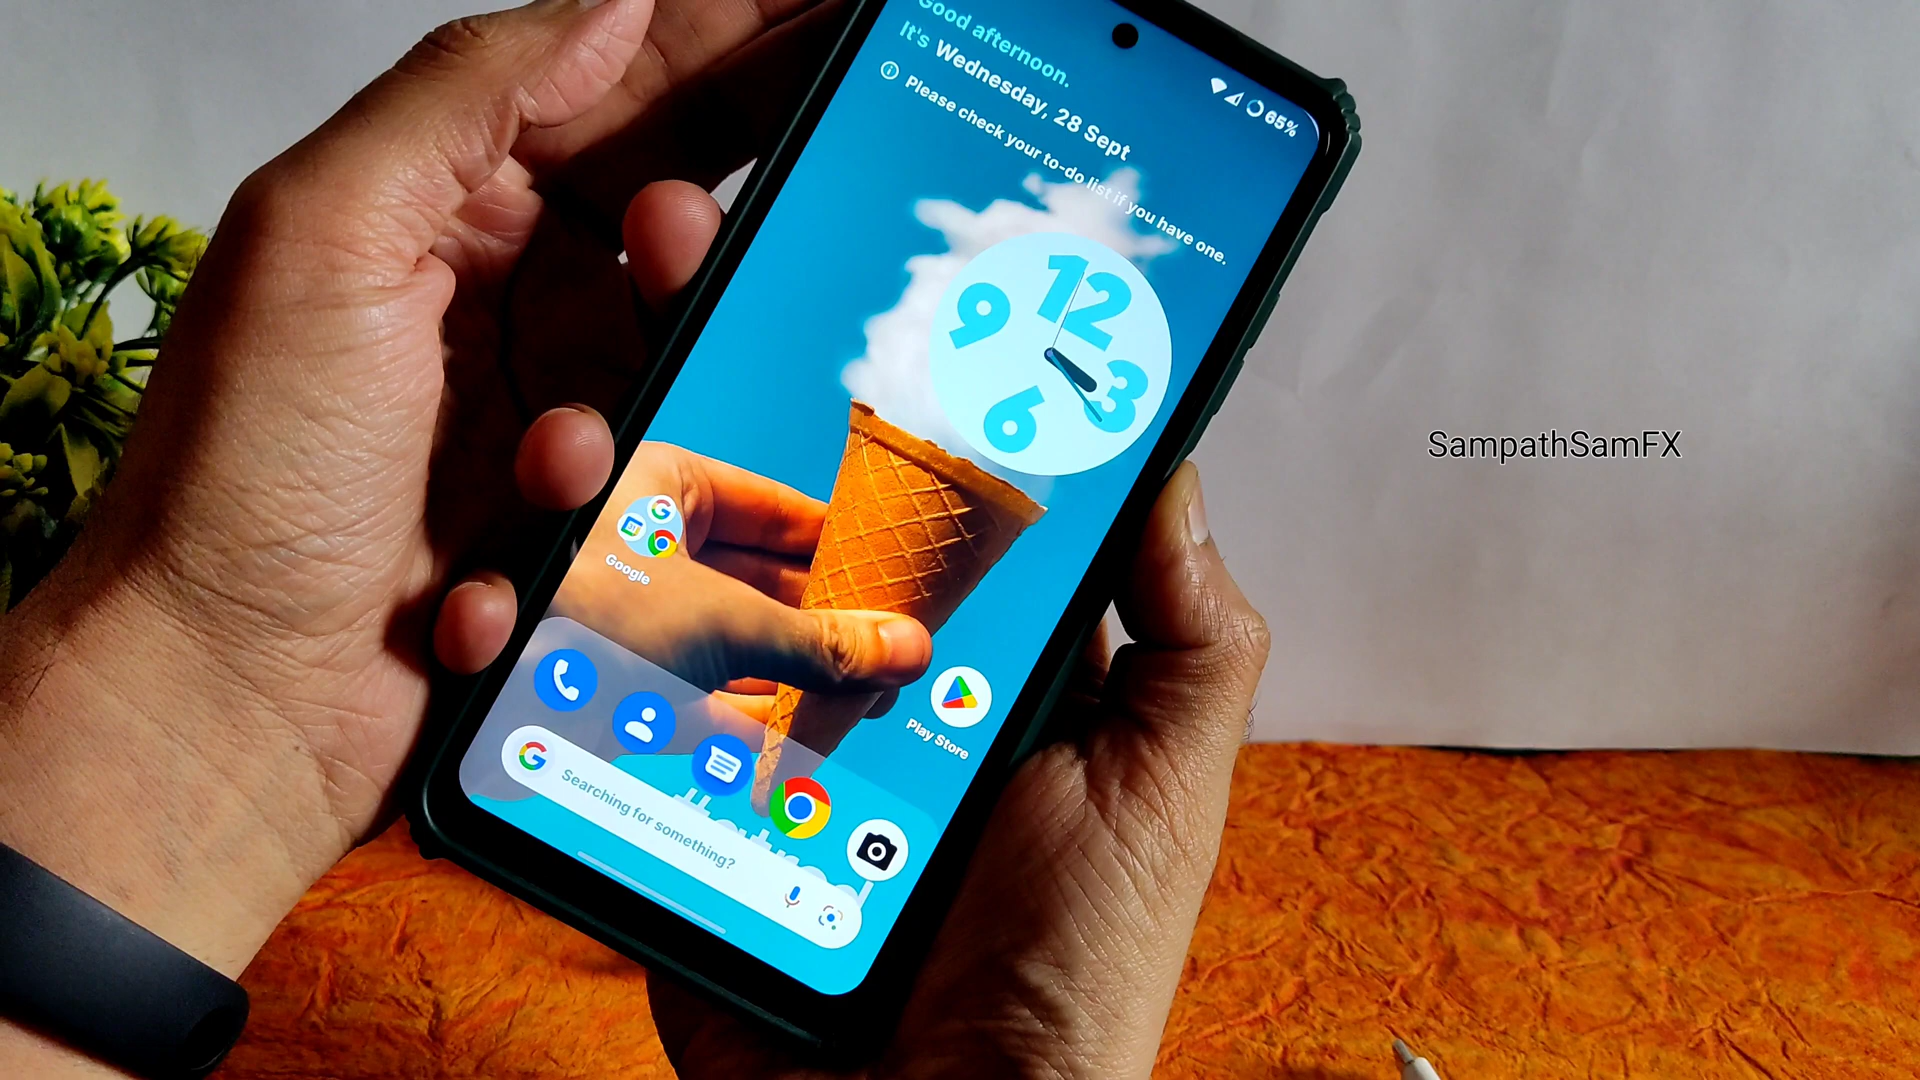 Good afternoon.
It's Wednesday, 28 Sept
Please check your to-do list if you have one.
65%
12
9
3
6
SampathSamFX
Google
Play Store
Searching for something?